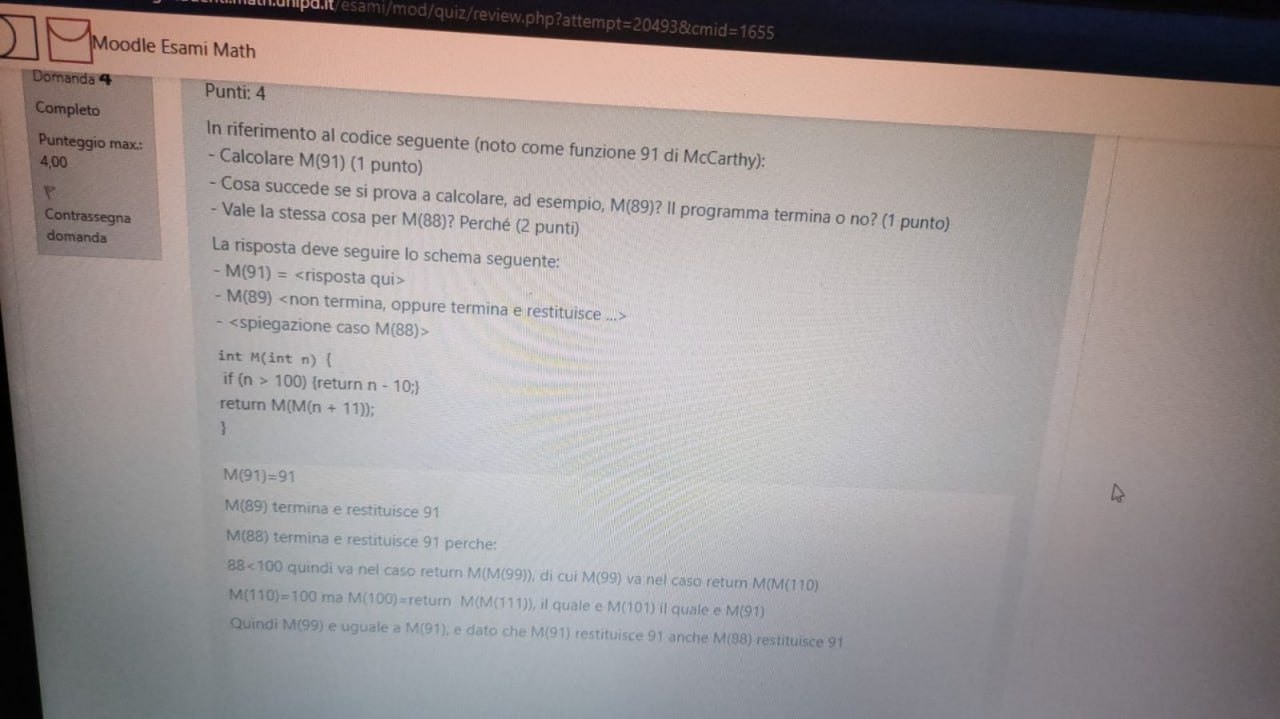 /esami/mod/quiz/review.php?attempt=20493&cmid=1655
Moodle Esami Math
Domanda 4
Completo
Punteggio max.:
4,00
Contrassegna
domanda
Punti: 4
In riferimento al codice seguente (noto come funzione 91 di McCarthy):
- Calcolare M(91) (1 punto)
- Cosa succede se si prova a calcolare, ad esempio, M(89)? Il programma termina o no? (1 punto)
- Vale la stessa cosa per M(88)? Perché (2 punti)
La risposta deve seguire lo schema seguente:
- M(91) = <risposta qui>
- M(89) <non termina, oppure termina e restituisce ...>
- <spiegazione caso M(88)>
int M(int n) {
if (n > 100) {return n - 10;}
return M(M(n + 11));
}
M(91)=91
M(89) termina e restituisce 91
M(88) termina e restituisce 91 perche:
88<100 quindi va nel caso return M(M(99)), di cui M(99) va nel caso return M(M(110)
M(110)=100 ma M(100)=return M(M(111)), il quale e M(101) il quale e M(91)
Quindi M(99) e uguale a M(91), e dato che M(91) restituisce 91 anche M(88) restituisce 91